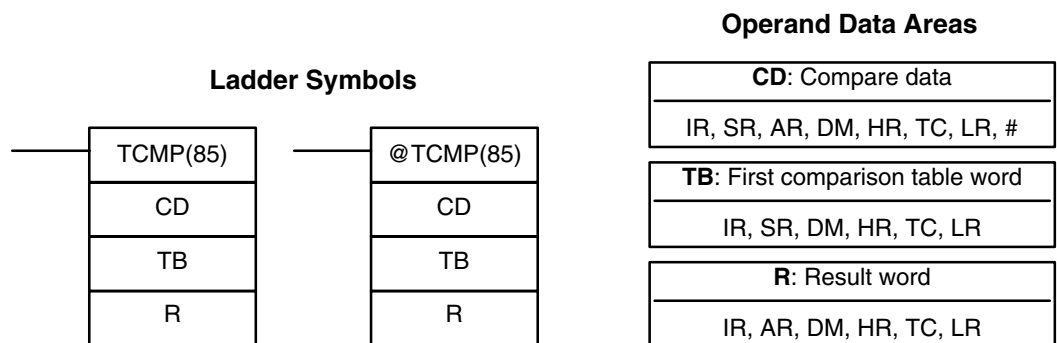 Ladder Symbols
TCMP(85)
CD
TB
R
@TCMP(85)
CD
TB
R
Operand Data Areas
CD: Compare data
IR, SR, AR, DM, HR, TC, LR, #
TB: First comparison table word
IR, SR, DM, HR, TC, LR
R: Result word
IR, AR, DM, HR, TC, LR